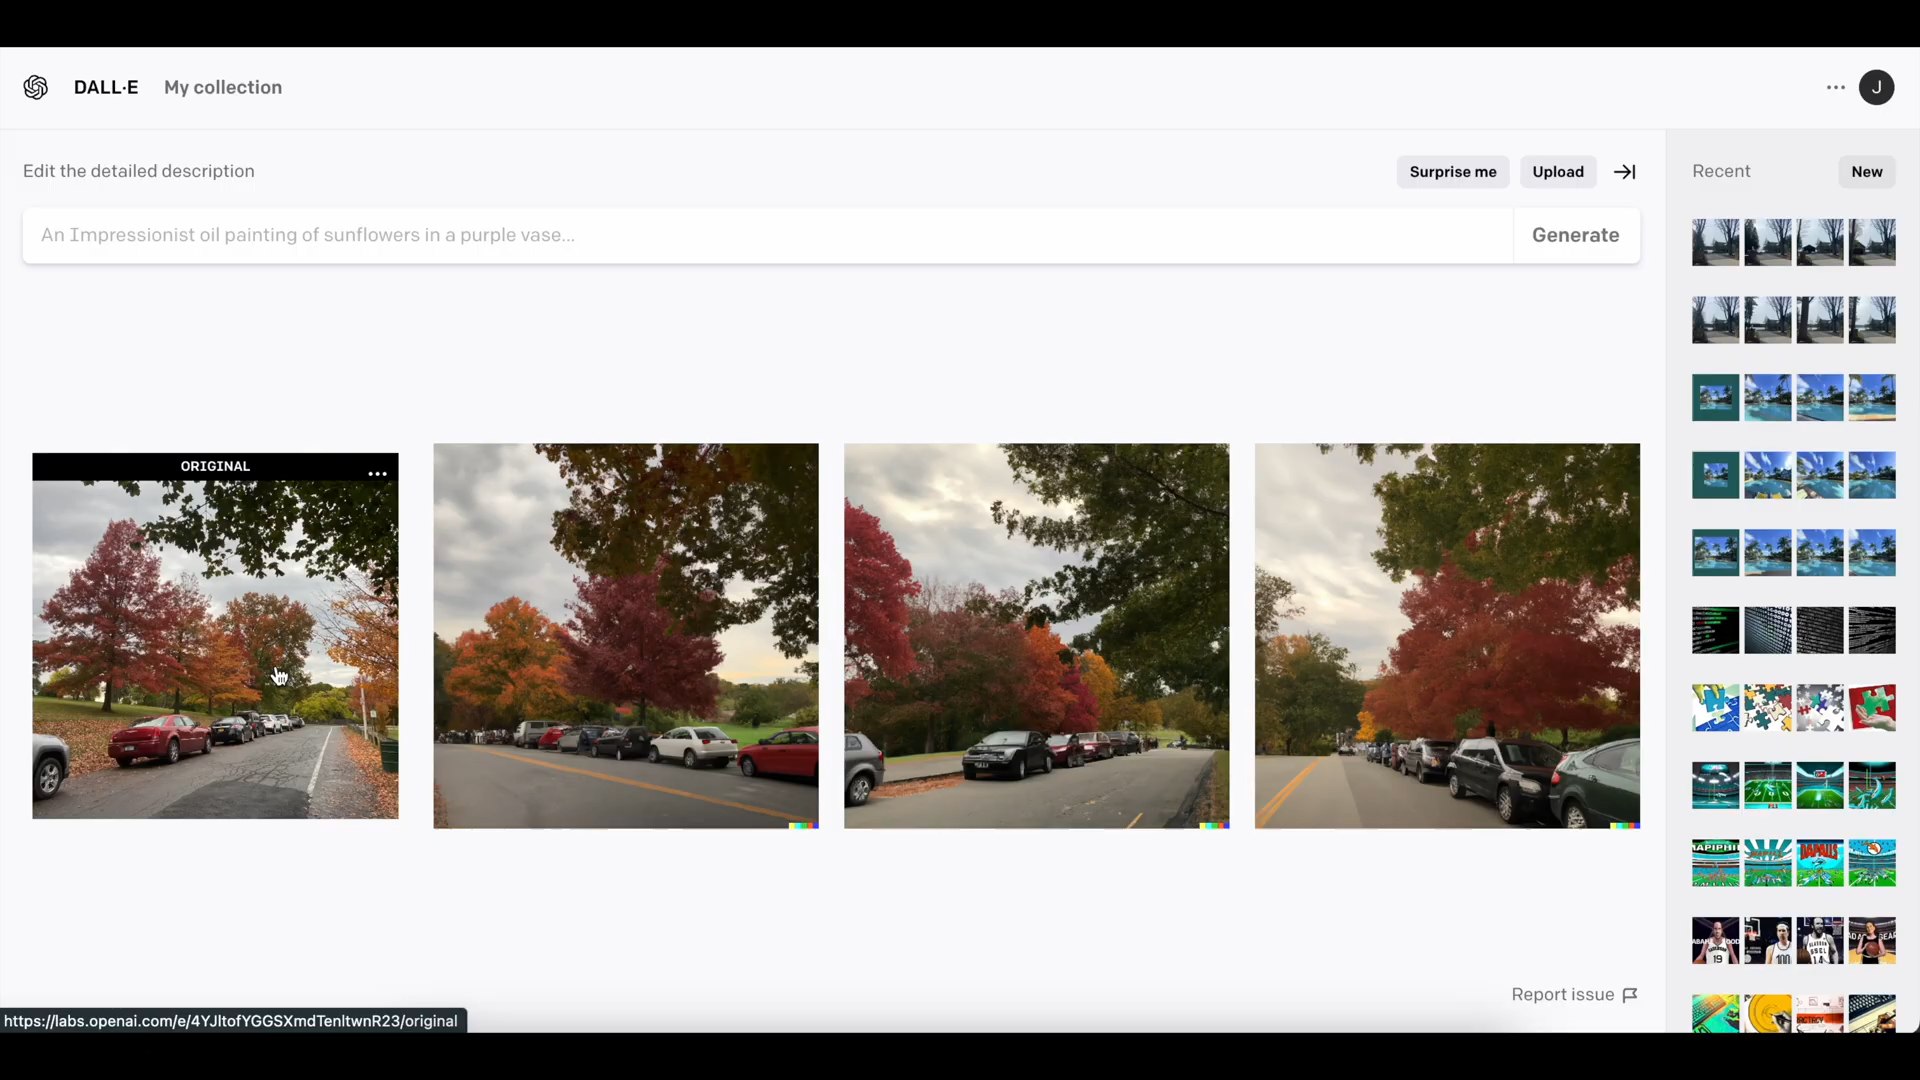 DALL·E My collection
J
Edit the detailed description
Surprise me
Upload
Recent
New
An Impressionist oil painting of sunflowers in a purple vase...
Generate
ORIGINAL
Report issue
https://labs.openai.com/e/4YJltofYGGSXmdTenltwnR23/original